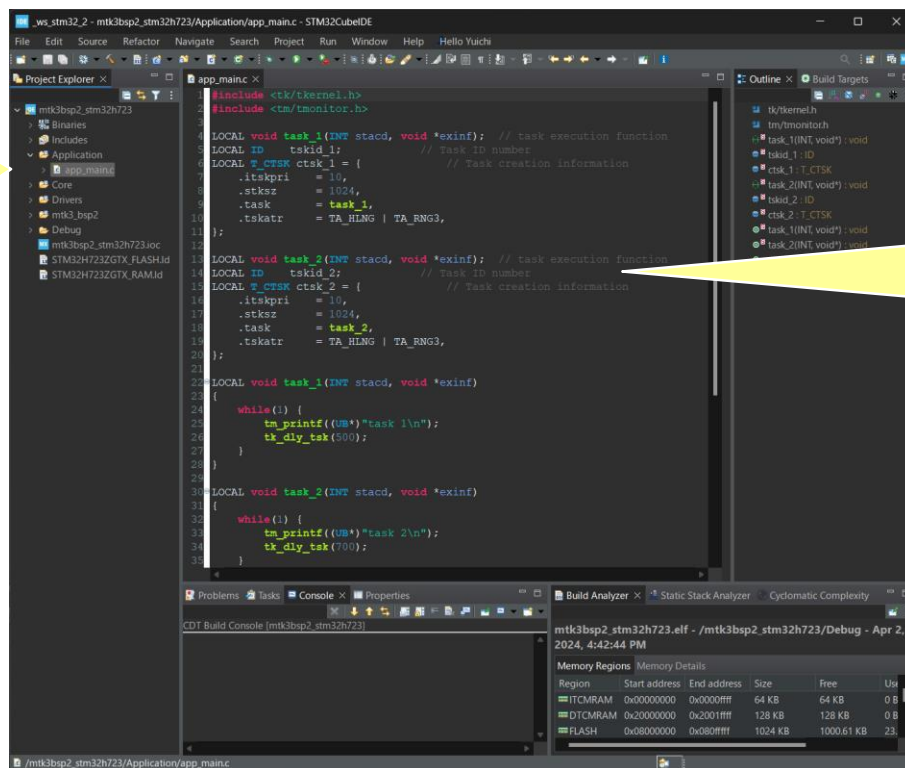 _ws_stm32_2 - mtk3bsp2_stm32h723/Application/app_main.c - STM32CubeIDE
File Edit Source Refactor Navigate Search Project Run Window Help Hello Yuichi
Project Explorer
mtk3bsp2_stm32h723
Binaries
Includes
Application
app_main.c
Core
Drivers
mtk3_bsp2
Debug
mtk3bsp2_stm32h723.ioc
STM32H723ZGTX_FLASH.ld
STM32H723ZGTX_RAM.ld
app_main.c
1 #include <tk/tkernel.h>
2 #include <tm/tmonitor.h>
3
4 LOCAL void task_1(INT stacd, void *exinf); // task execution function
5 LOCAL ID tskid_1; // Task ID number
6 LOCAL T_CTSK ctsk_1 = { // Task creation information
7 .itskpri = 10,
8 .stksz = 1024,
9 .task = task_1,
10 .tskatr = TA_HLNG | TA_RNG3,
11 };
12
13 LOCAL void task_2(INT stacd, void *exinf); // task execution function
14 LOCAL ID tskid_2; // Task ID number
15 LOCAL T_CTSK ctsk_2 = { // Task creation information
16 .itskpri = 10,
17 .stksz = 1024,
18 .task = task_2,
19 .tskatr = TA_HLNG | TA_RNG3,
20 };
21
22 LOCAL void task_1(INT stacd, void *exinf)
23 {
24 while(1) {
25 tm_printf((UB*)"task 1\n");
26 tk_dly_tsk(500);
27 }
28 }
29
30 LOCAL void task_2(INT stacd, void *exinf)
31 {
32 while(1) {
33 tm_printf((UB*)"task 2\n");
34 tk_dly_tsk(700);
35 }
Outline Build Targets
tk/tkernel.h
tm/tmonitor.h
task_1(INT, void*) : void
tskid_1 : ID
ctsk_1 : T_CTSK
task_2(INT, void*) : void
tskid_2 : ID
ctsk_2 : T_CTSK
task_1(INT, void*) : void
task_2(INT, void*) : void
Problems Tasks Console Properties
CDT Build Console [mtk3bsp2_stm32h723]
Build Analyzer Static Stack Analyzer Cyclomatic Complexity
mtk3bsp2_stm32h723.elf - /mtk3bsp2_stm32h723/Debug - Apr 2,
2024, 4:42:44 PM
Memory Regions Memory Details
Region Start address End address Size Free
ITCMRAM 0x00000000 0x0000ffff 64 KB 64 KB 0 B
DTCMRAM 0x20000000 0x2001ffff 128 KB 128 KB 0 B
FLASH 0x08000000 0x080fffff 1024 KB 1000.61 KB 23.
/mtk3bsp2_stm32h723/Application/app_main.c